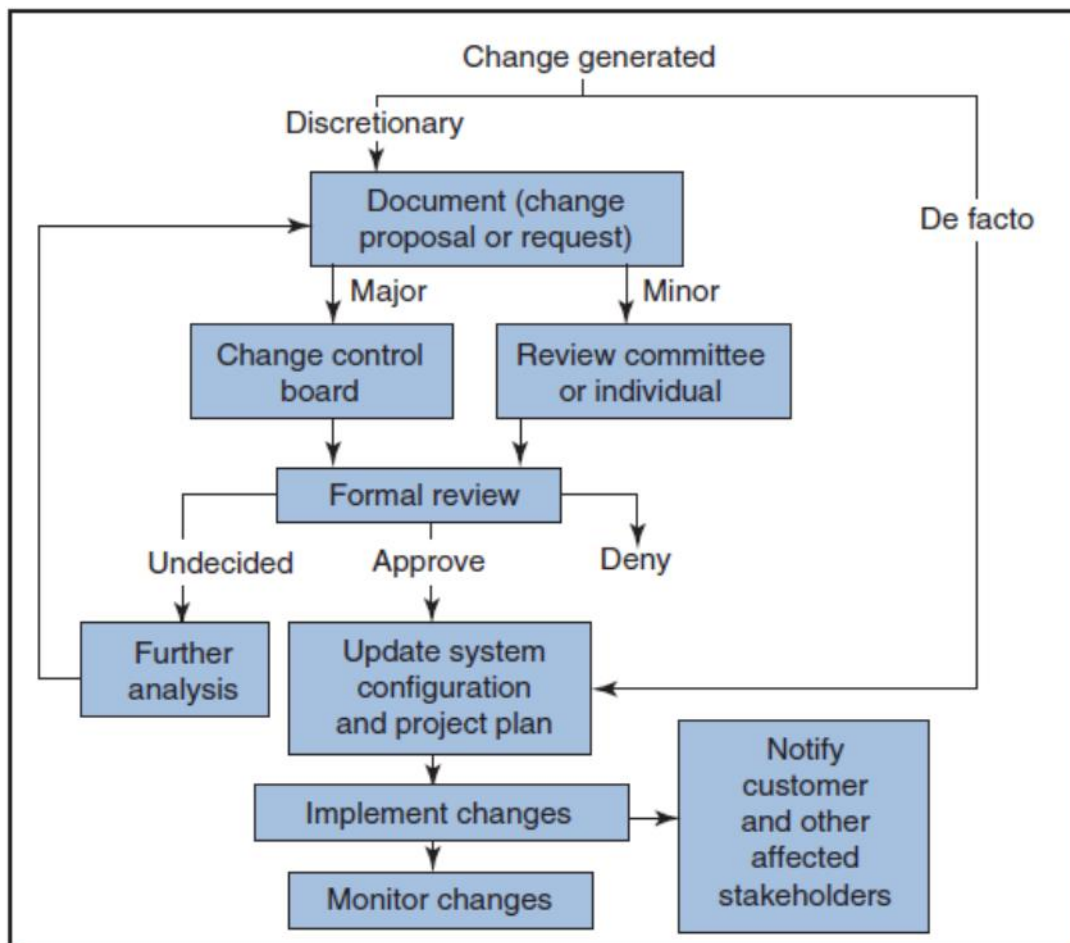 Change generated
Discretionary
De facto
Document (change
proposal or request)
Major
Minor
Change control
board
Review committee
or individual
Formal review
Undecided
Approve
Deny
Further
analysis
Update system
configuration
and project plan
Notify
customer
and other
affected
stakeholders
Implement changes
Monitor changes